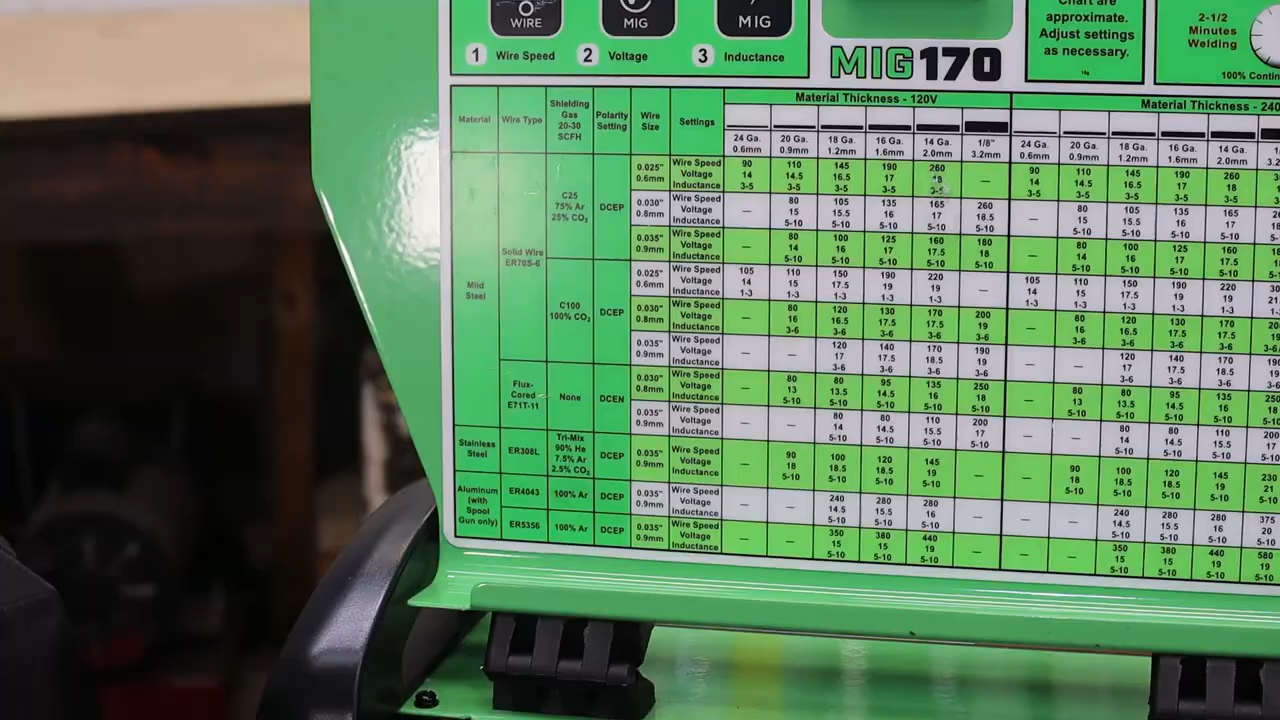 WIRE
MIG
MIG
1 Wire Speed 2 Voltage 3 Inductance
MIG170
Chart are
approximate.
Adjust settings
as necessary.
2-1/2
Minutes
Welding
100% Contin
Material Shielding Gas 20-30 SCFH Wire Type Polarity Setting Wire Size Settings
Material Thickness - 120V
Material Thickness - 240
24 Ga. 0.6mm 20 Ga. 0.9mm 18 Ga. 1.2mm 16 Ga. 1.6mm 14 Ga. 2.0mm 1/8" 3.2mm 24 Ga. 0.6mm 20 Ga. 0.9mm 18 Ga. 1.2mm 16 Ga. 1.6mm 14 Ga. 2.0mm
Mild Steel
Solid Wire ER70S-6
C25 75% Ar 25% CO₂
DCEP
0.025" 0.6mm
Wire Speed 90 110 145 190 260 — 90 110 145 190 260
Voltage 14 14.5 16.5 17 18 14 14.5 16.5 17 18
Inductance 3-5 3-5 3-5 3-5 3-5 3-5 3-5 3-5 3-5 3-5
0.030" 0.8mm
Wire Speed — 80 105 135 165 260 — 80 105 135 165
Voltage 15 15.5 16 17 18.5 15 15.5 16 17
Inductance 5-10 5-10 5-10 5-10 5-10 5-10 5-10 5-10 5-10
0.035" 0.9mm
Wire Speed — 80 100 125 160 180 — 80 100 125 160
Voltage 14 16 17 17.5 18 14 16 17 17.5
Inductance 5-10 5-10 5-10 5-10 5-10 5-10 5-10 5-10 5-10
C100 100% CO₂
DCEP
0.025" 0.6mm
Wire Speed 105 110 150 190 220 — 105 110 150 190 220
Voltage 14 15 17.5 19 19 14 15 17.5 19 19
Inductance 1-3 1-3 1-3 1-3 1-3 1-3 1-3 1-3 1-3 1-3
0.030" 0.8mm
Wire Speed — 80 120 130 170 200 — 80 120 130 170
Voltage 16 16.5 17.5 17.5 19 16 16.5 17.5 17.5
Inductance 3-6 3-6 3-6 3-6 3-6 3-6 3-6 3-6 3-6
0.035" 0.9mm
Wire Speed — — 120 140 170 190 — — 120 140 170
Voltage 17 17.5 18.5 19 17 17.5 18.5
Inductance 3-6 3-6 3-6 3-6 3-6 3-6 3-6
Flux-Cored E71T-11
None
DCEN
0.030" 0.8mm
Wire Speed — 80 80 95 135 250 — 80 80 95 135 250
Voltage 13 13.5 14.5 16 18 13 13.5 14.5 16
Inductance 5-10 5-10 5-10 5-10 5-10 5-10 5-10 5-10 5-10
0.035" 0.9mm
Wire Speed — — 80 80 110 200 — — 80 80 110 200
Voltage 14 14.5 15.5 17 14 14.5 15.5 17
Inductance 5-10 5-10 5-10 5-10 5-10 5-10 5-10
Stainless Steel
ER308L
Tri-Mix 90% He 7.5% Ar 2.5% CO₂
DCEP
0.035" 0.9mm
Wire Speed — 90 100 120 145 — — 90 100 120 145 230
Voltage 18 18.5 18.5 19 18 18.5 18.5 19 21
Inductance 5-10 5-10 5-10 5-10 5-10 5-10 5-10 5-10 5-10
Aluminum (with Spool Gun only)
ER4043
100% Ar
DCEP
0.035" 0.9mm
Wire Speed — — 240 280 280 — — — 240 280 280 375
Voltage 14.5 15.5 16 14.5 15.5 16 20
Inductance 5-10 5-10 5-10 5-10 5-10 5-10 5-10
ER5356
100% Ar
DCEP
0.035" 0.9mm
Wire Speed — — 350 380 440 — — — 350 380 440 580
Voltage 15 15 19 15 15 19 19
Inductance 5-10 5-10 5-10 5-10 5-10 5-10 5-10